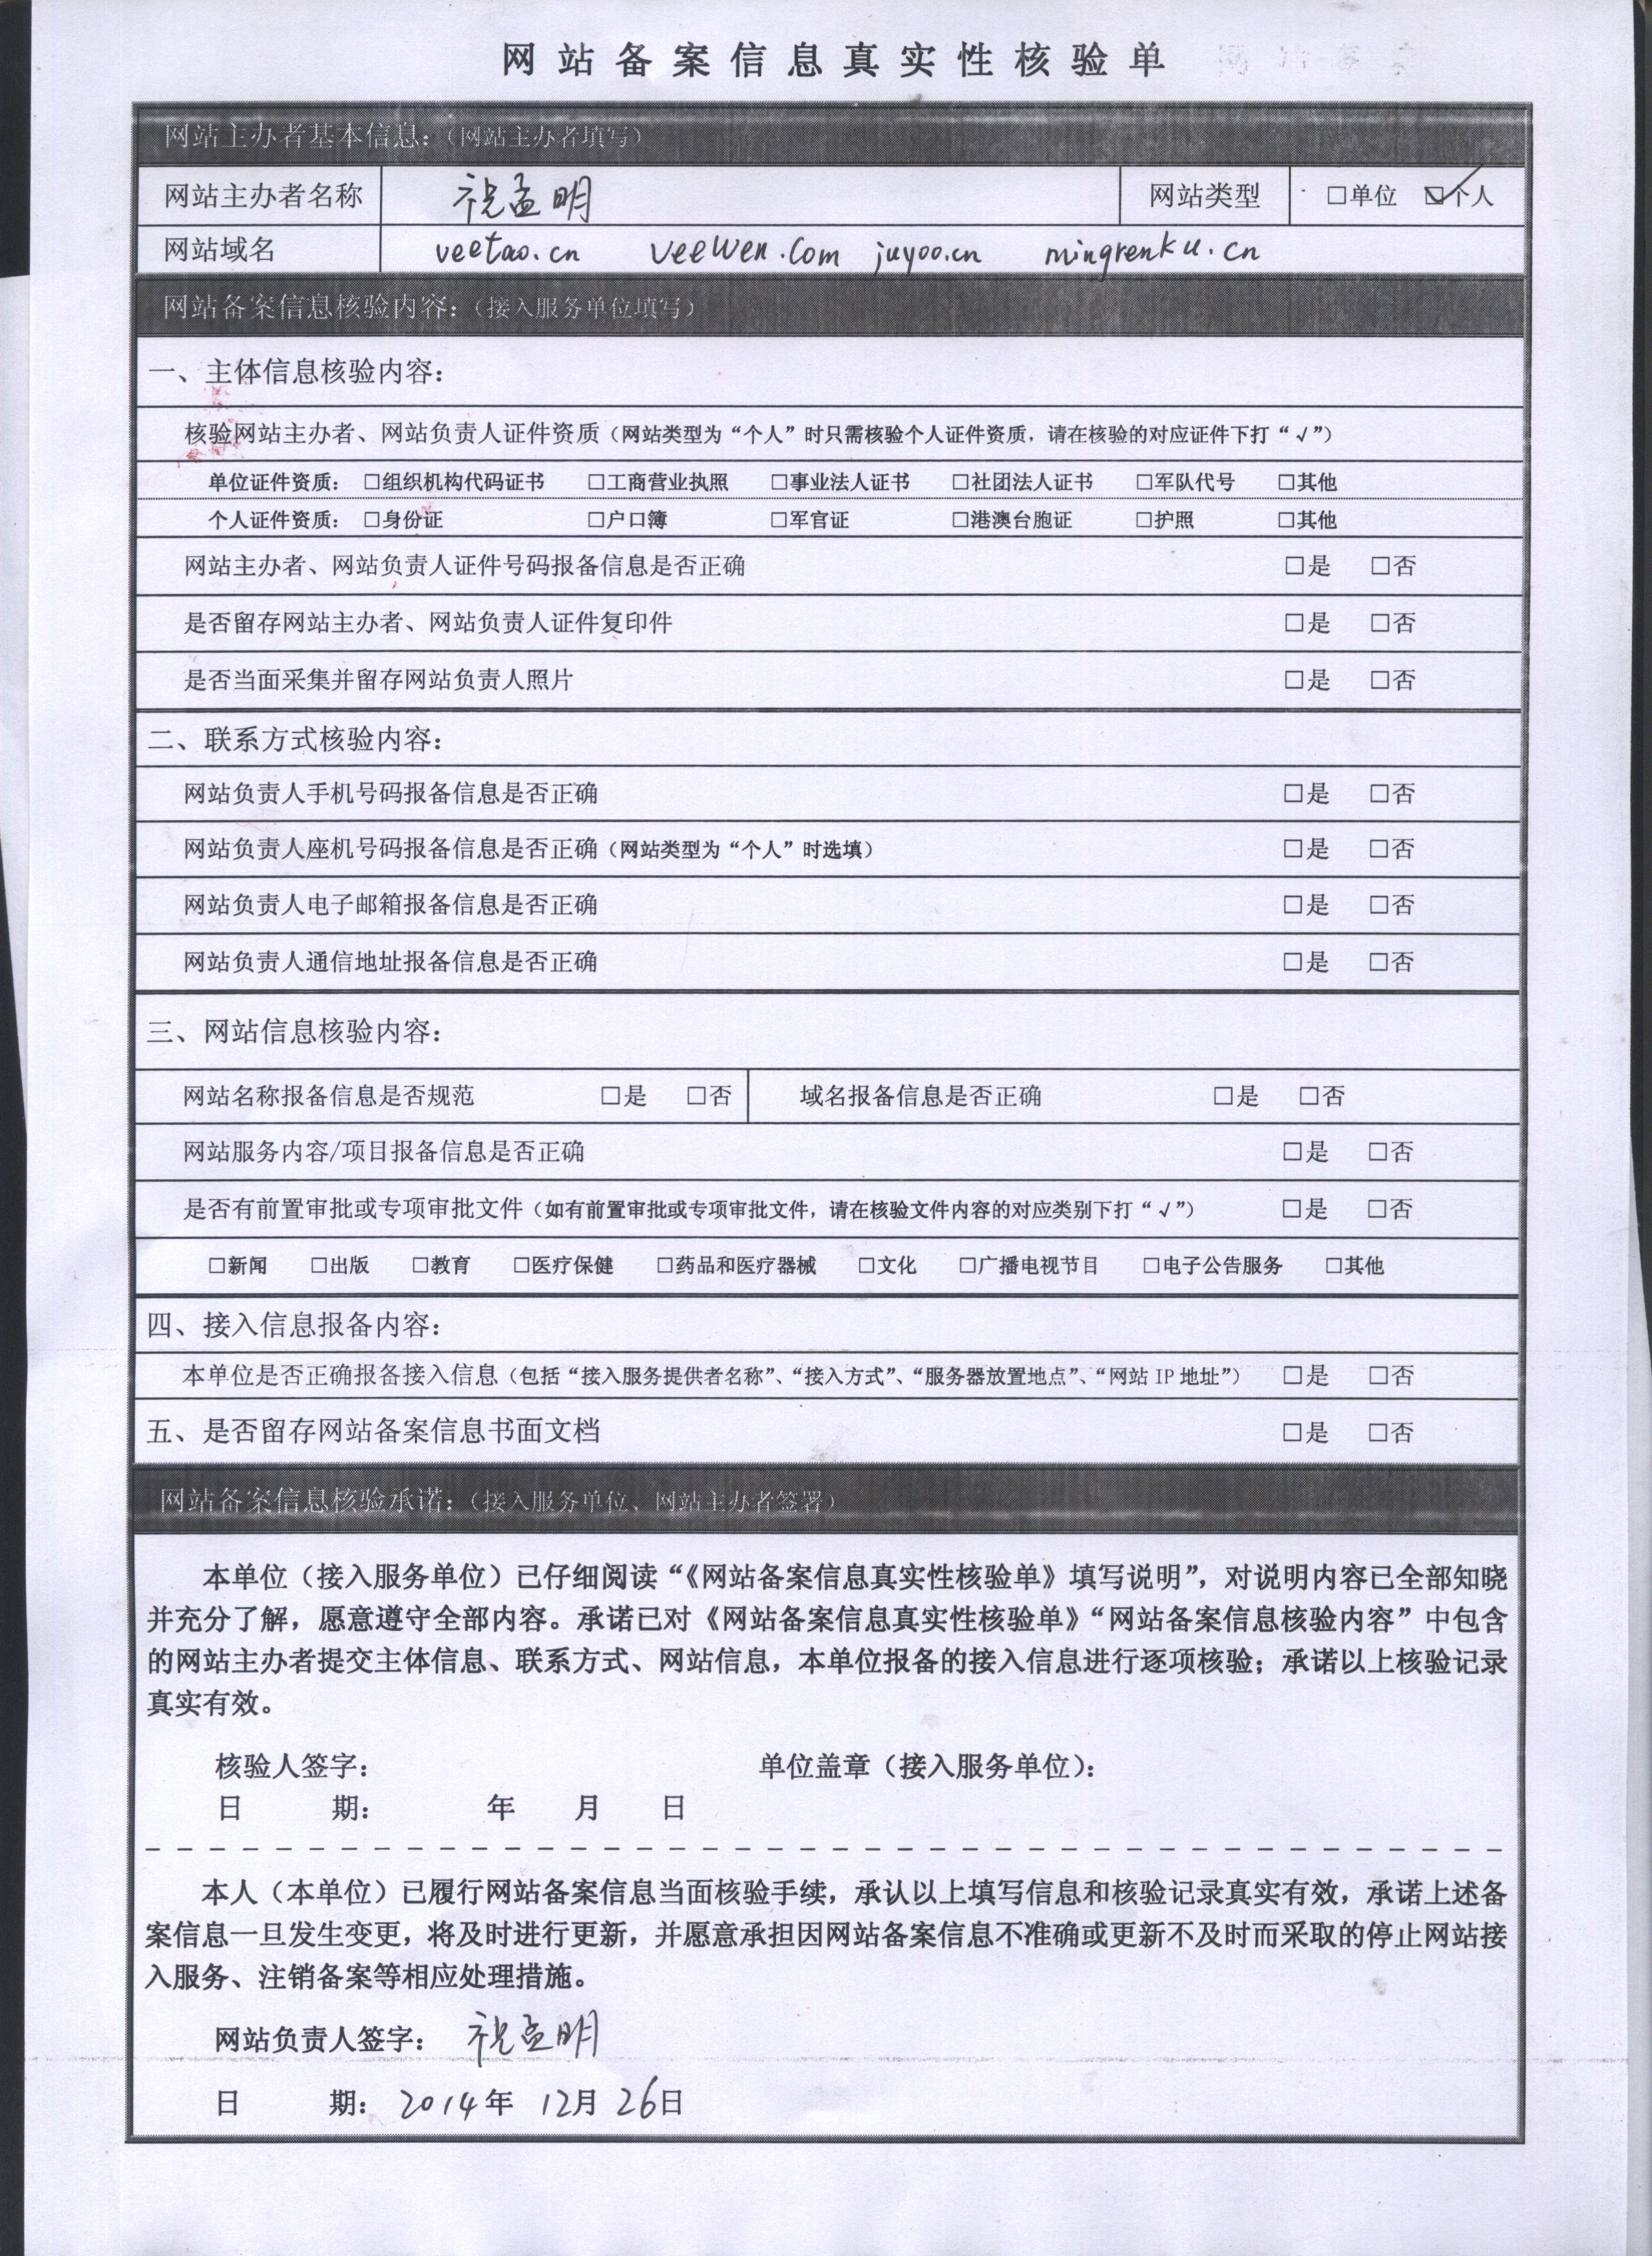 网站备案信息真实性核验单
网站主办者基本信息：（网站主办者填写）
网站主办者名称 祝孟明 网站类型 □单位 ☑个人
网站域名 veetao.cn veewen.com juyoo.cn mingrenku.cn
网站备案信息核验内容：（接入服务单位填写）
一、主体信息核验内容：
核验网站主办者、网站负责人证件资质（网站类型为“个人”时只需核验个人证件资质，请在核验的对应证件下打“√”）
单位证件资质： □组织机构代码证书 □工商营业执照 □事业法人证书 □社团法人证书 □军队代号 □其他
个人证件资质： □身份证 □户口簿 □军官证 □港澳台胞证 □护照 □其他
网站主办者、网站负责人证件号码报备信息是否正确 □是 □否
是否留存网站主办者、网站负责人证件复印件 □是 □否
是否当面采集并留存网站负责人照片 □是 □否
二、联系方式核验内容：
网站负责人手机号码报备信息是否正确 □是 □否
网站负责人座机号码报备信息是否正确（网站类型为“个人”时选填） □是 □否
网站负责人电子邮箱报备信息是否正确 □是 □否
网站负责人通信地址报备信息是否正确 □是 □否
三、网站信息核验内容：
网站名称报备信息是否规范 □是 □否 域名报备信息是否正确 □是 □否
网站服务内容/项目报备信息是否正确 □是 □否
是否有前置审批或专项审批文件（如有前置审批或专项审批文件，请在核验文件内容的对应类别下打“√”） □是 □否
□新闻 □出版 □教育 □医疗保健 □药品和医疗器械 □文化 □广播电视节目 □电子公告服务 □其他
四、接入信息报备内容：
本单位是否正确报备接入信息（包括“接入服务提供者名称”、“接入方式”、“服务器放置地点”、“网站 IP 地址”） □是 □否
五、是否留存网站备案信息书面文档 □是 □否
网站备案信息核验承诺：（接入服务单位、网站主办者签署）
本单位（接入服务单位）已仔细阅读“《网站备案信息真实性核验单》填写说明”，对说明内容已全部知晓
并充分了解，愿意遵守全部内容。承诺已对《网站备案信息真实性核验单》“网站备案信息核验内容”中包含
的网站主办者提交主体信息、联系方式、网站信息，本单位报备的接入信息进行逐项核验；承诺以上核验记录
真实有效。
核验人签字： 单位盖章（接入服务单位）：
日 期： 年 月 日
本人（本单位）已履行网站备案信息当面核验手续，承认以上填写信息和核验记录真实有效，承诺上述备
案信息一旦发生变更，将及时进行更新，并愿意承担因网站备案信息不准确或更新不及时而采取的停止网站接
入服务、注销备案等相应处理措施。
网站负责人签字： 祝孟明
日 期： 2014年 12月 26日